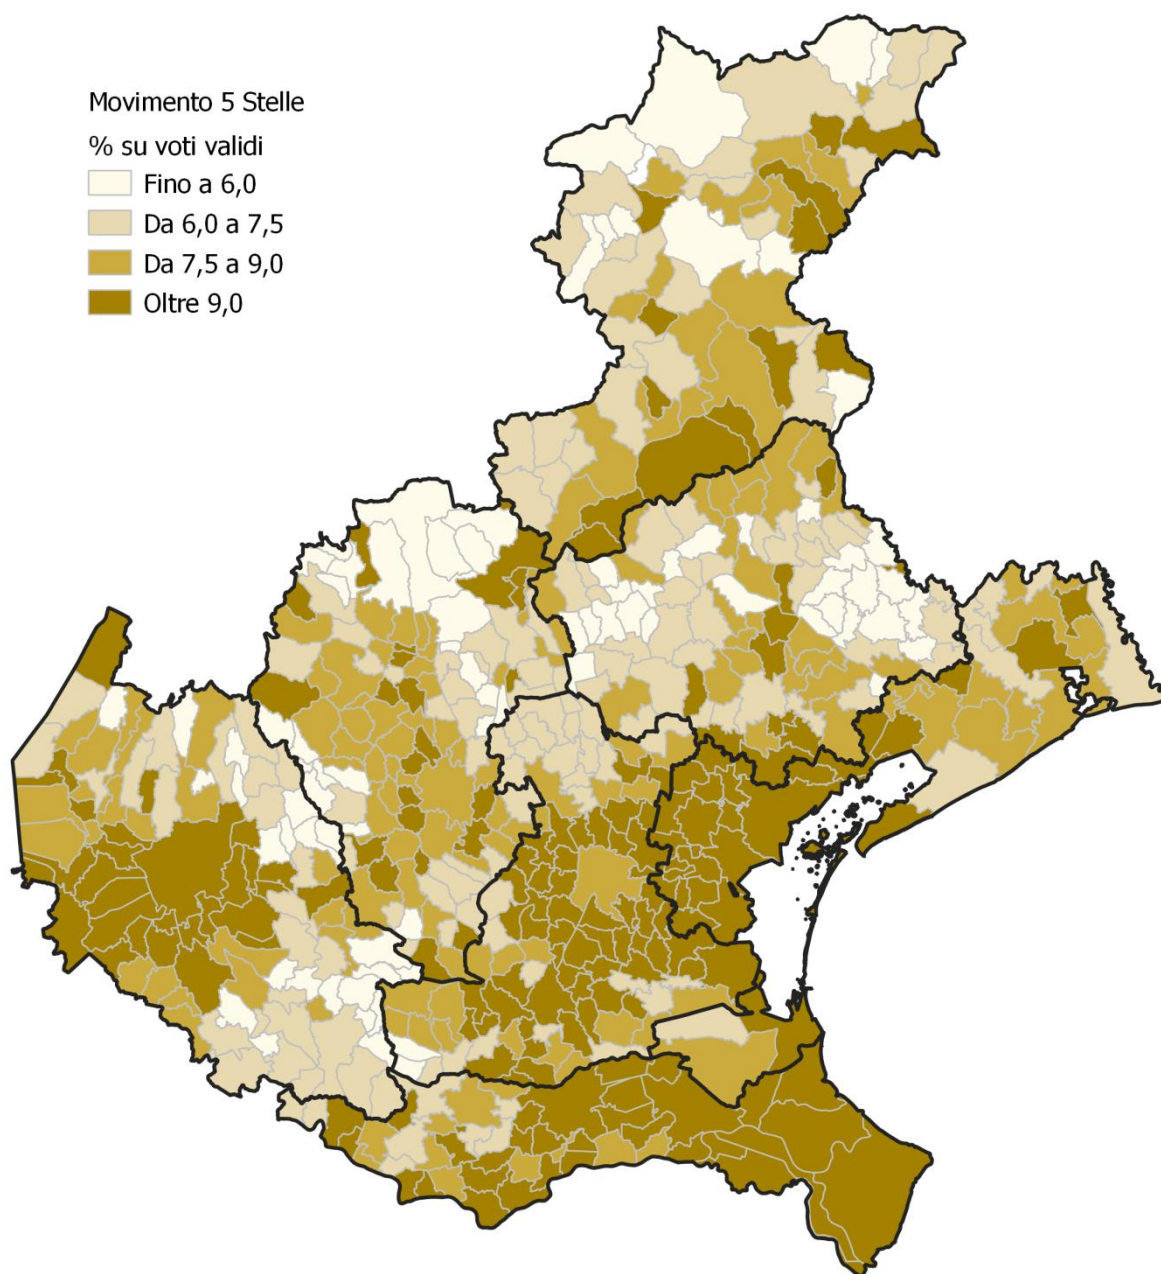 Movimento 5 Stelle
% su voti validi
Fino a 6,0
Da 6,0 a 7,5
Da 7,5 a 9,0
Oltre 9,0